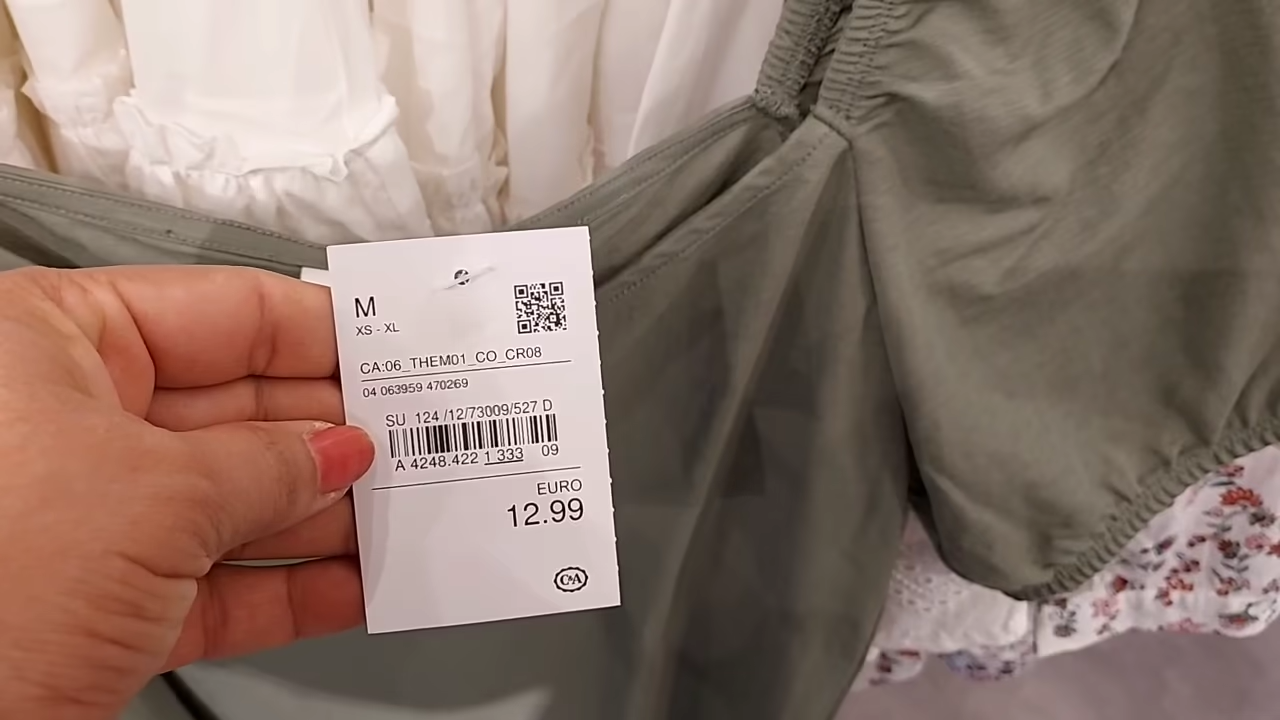 M
XS - XL
CA:06_THEM01_CO_CR08
04 063959 470269
SU 124 /12/73009/527 D
A 4248.422 1 333 09
EURO
12.99
C&A